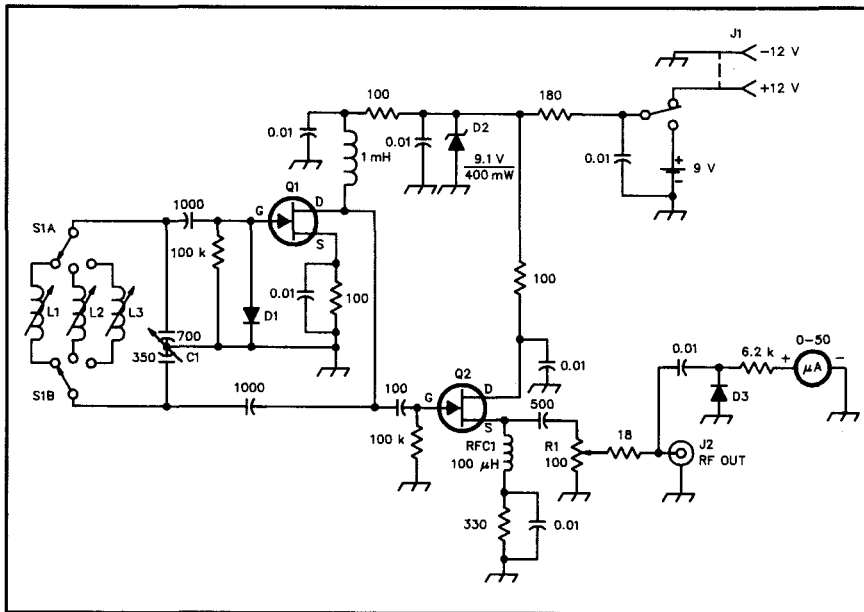 J1
-12 V
+12 V
100
180
0.01
0.01
D2
9.1 V
400 mW
0.01
9 V
+
-
1 mH
Q1
G
D
S
1000
S1A
100 k
0.01
100
100
L1
L2
L3
D1
700
350
C1
S1B
1000
Q2
100
G
D
S
0.01
500
100 k
RFC1
100 µH
R1
100
18
0.01
6.2 k
+
0-50
µA
-
D3
J2
RF OUT
330
0.01